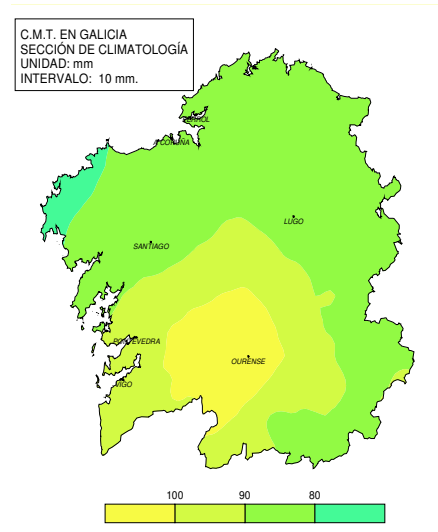 C.M.T. EN GALICIA
SECCIÓN DE CLIMATOLOGÍA
UNIDAD: mm
INTERVALO: 10 mm.
FERROL
A CORUÑA
LUGO
SANTIAGO
PONTEVEDRA
OURENSE
VIGO
100 90 80